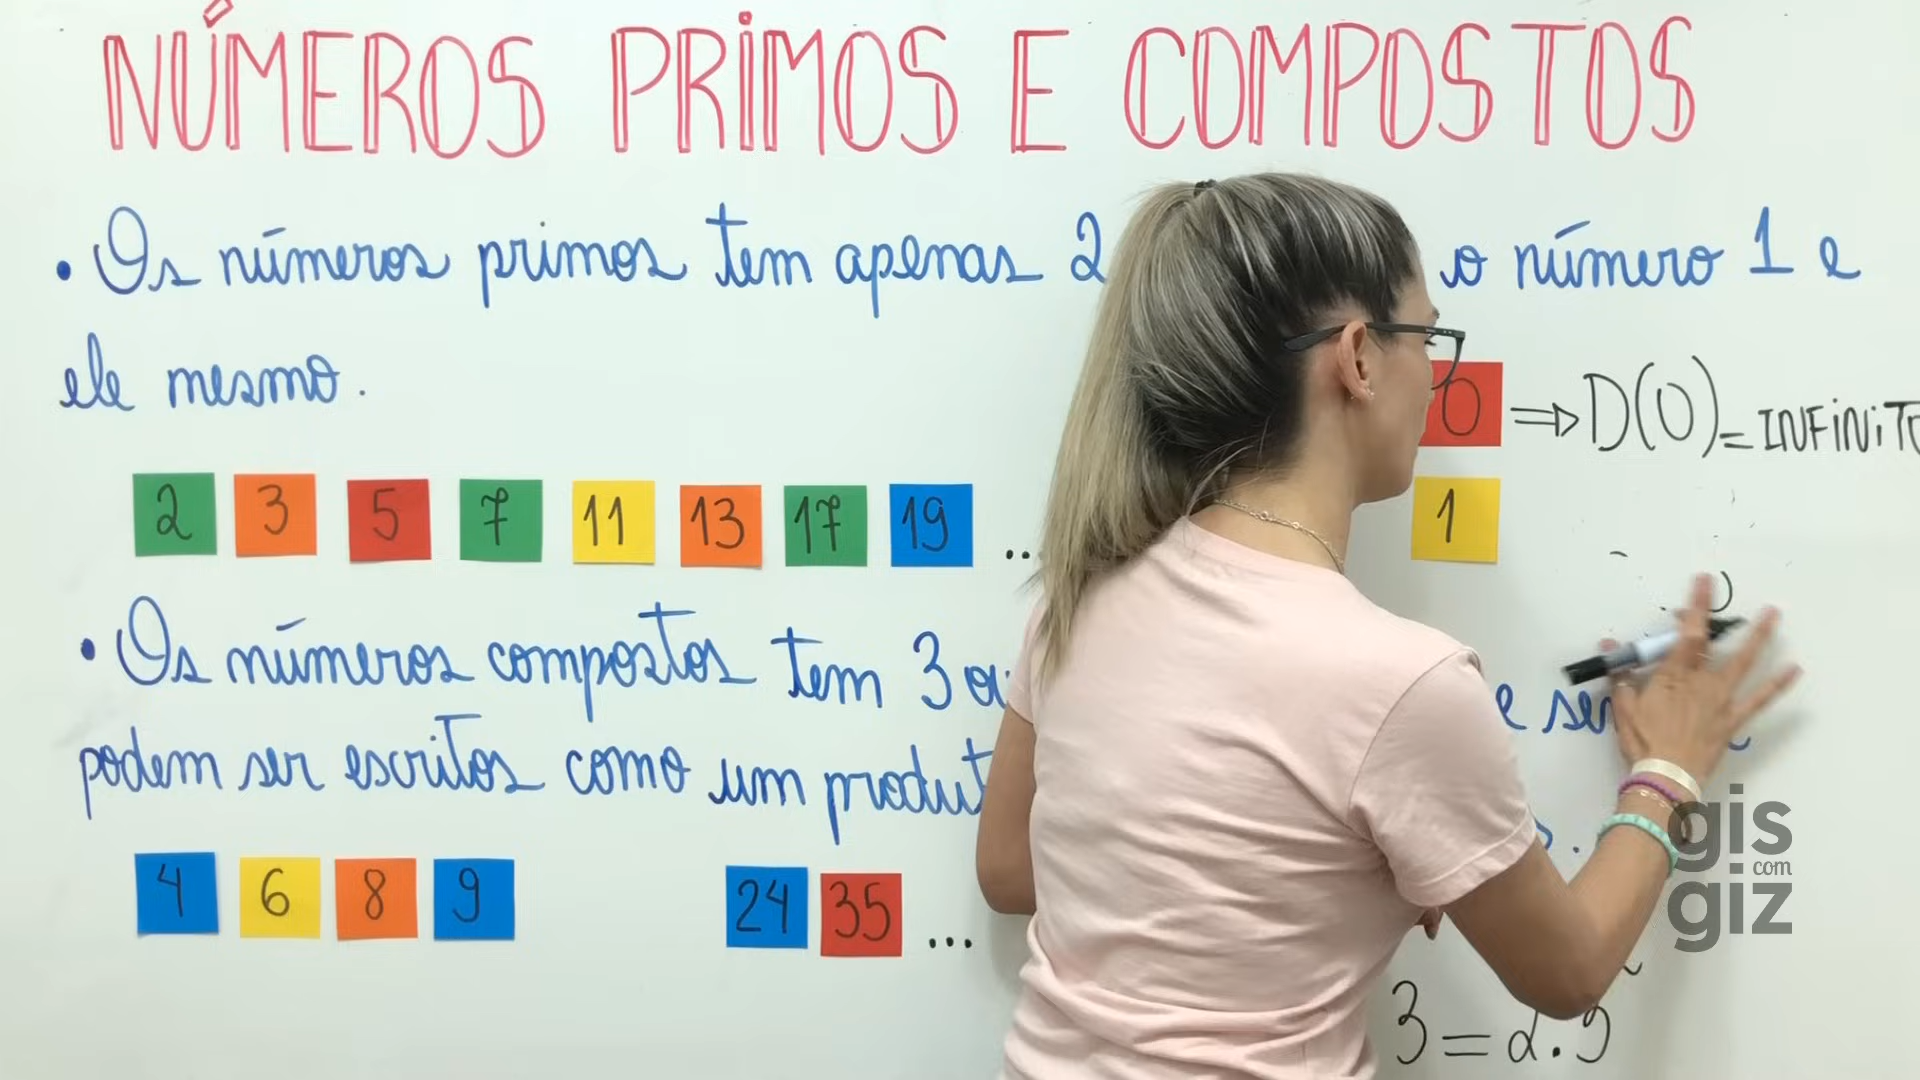 NÚMEROS PRIMOS E COMPOSTOS
• Os números primos tem apenas 2 o número 1 e
ele mesmo.
0 ⇒ D(0) = INFINITO
2 3 5 7 11 13 17 19 ...
1
• Os números compostos tem 3 ou e
podem ser escritos como um
4 6 8 9 24 35 ...
gis
com
giz